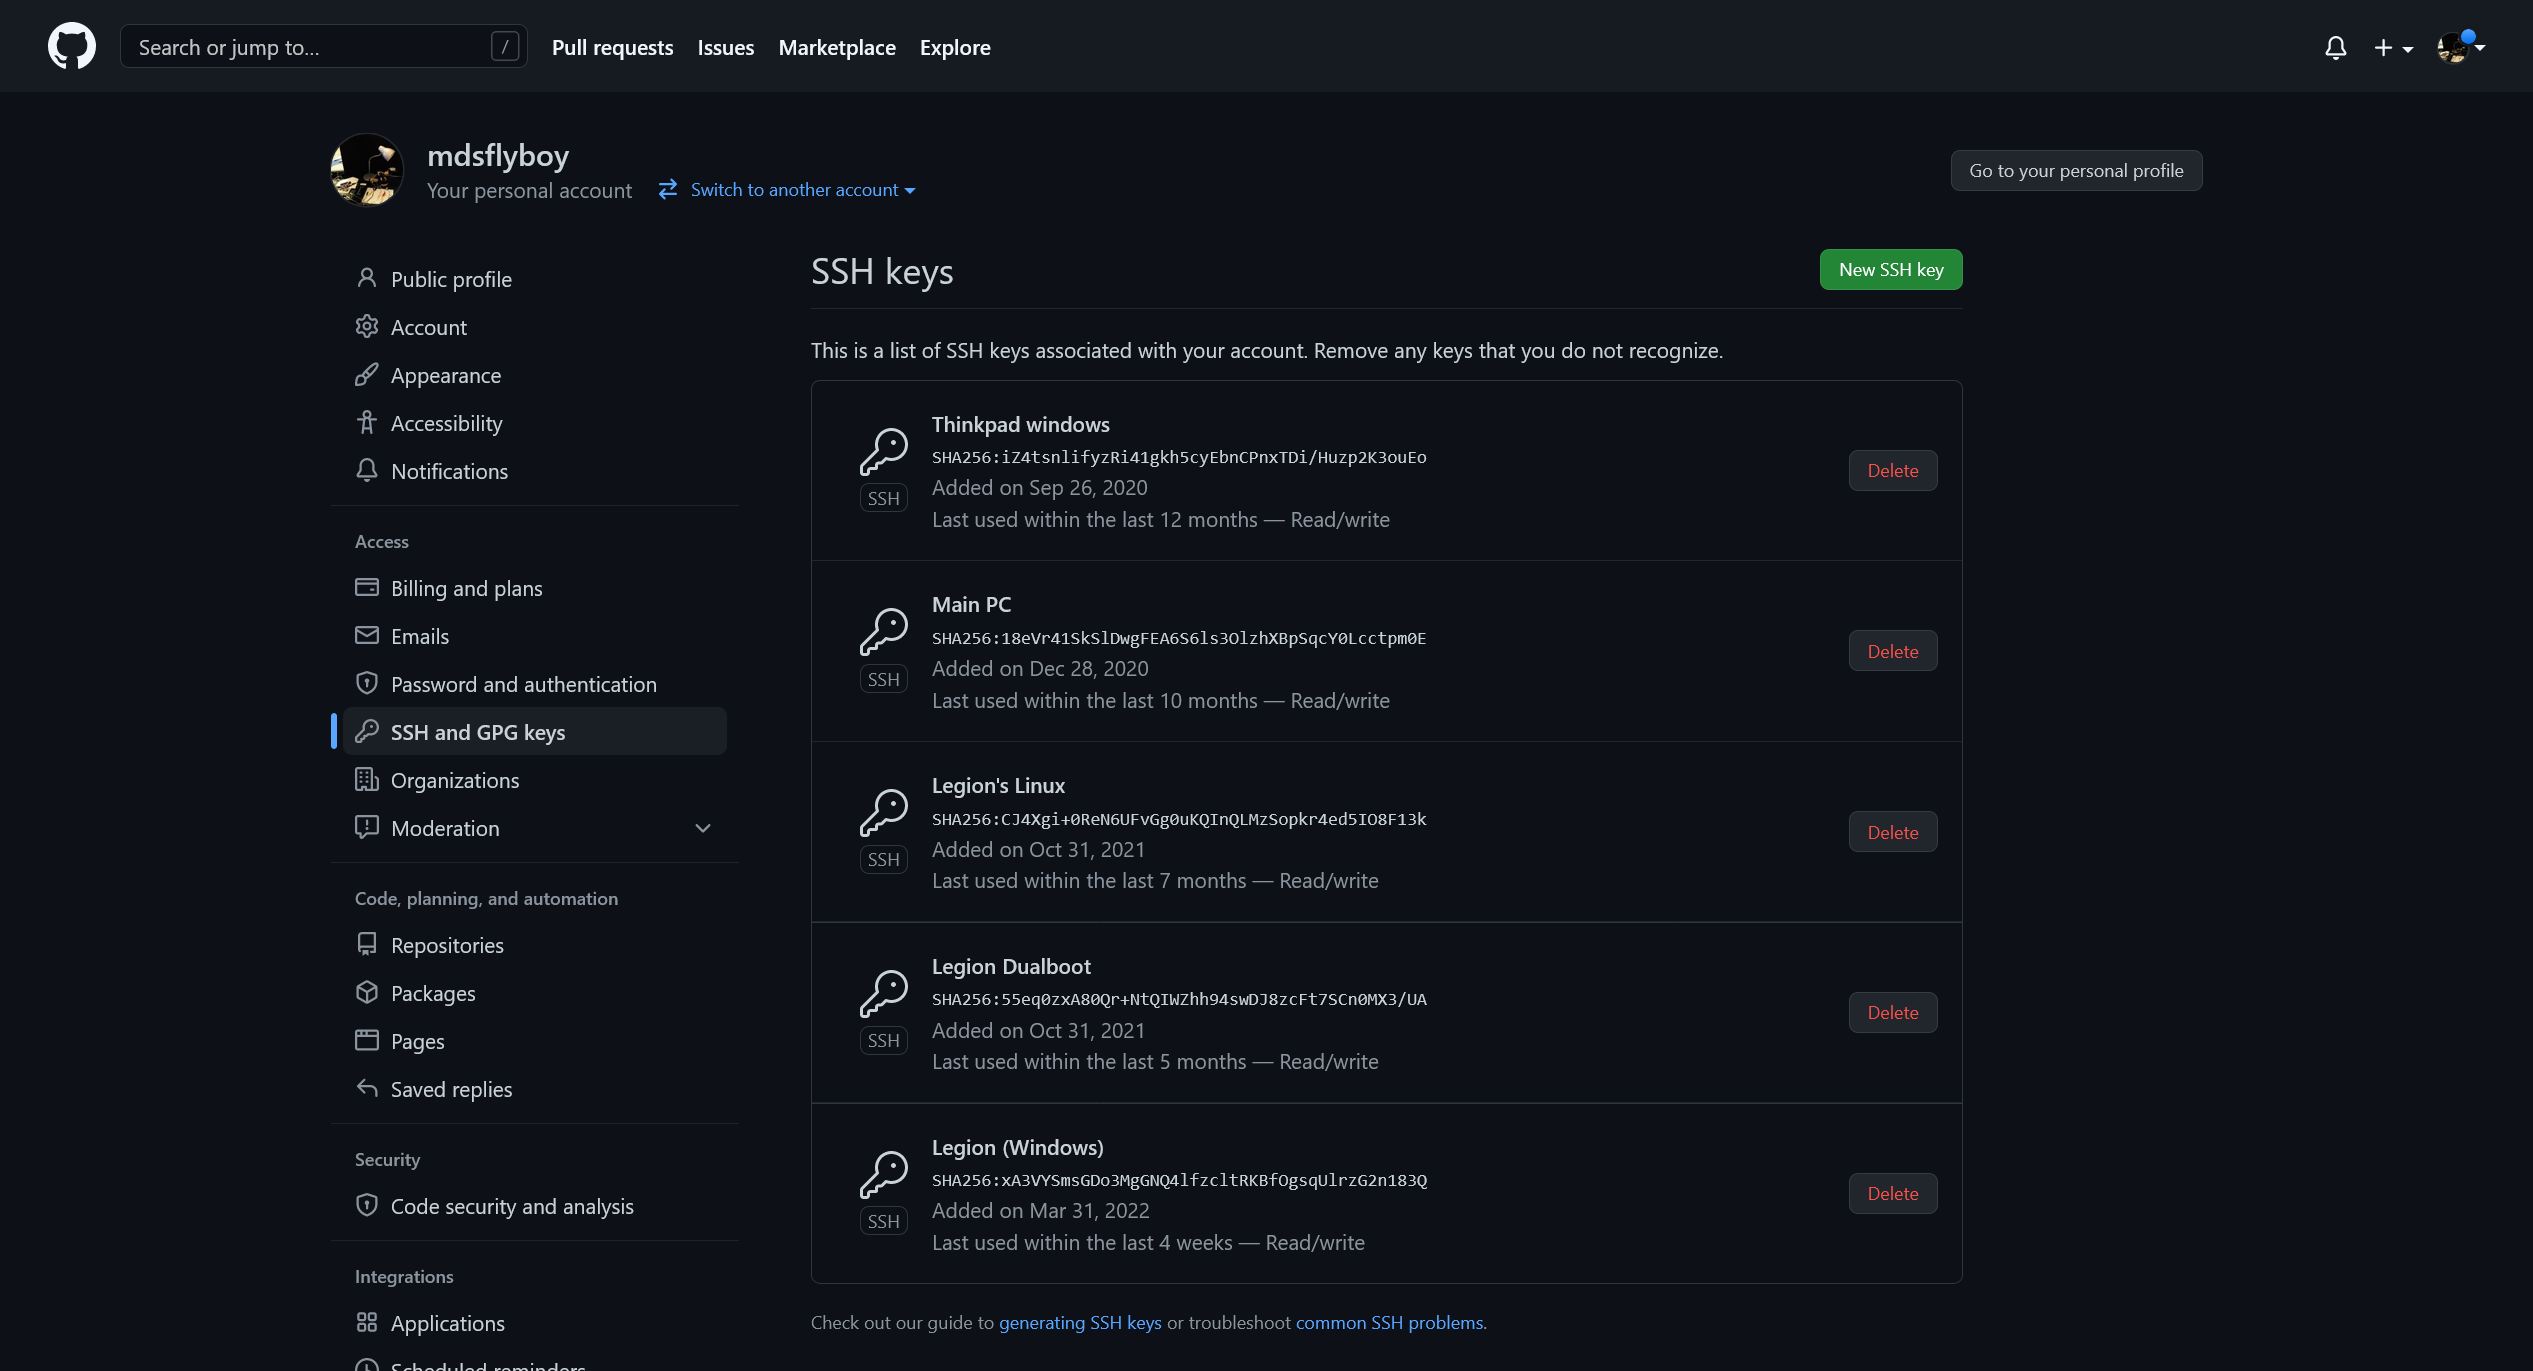 Search or jump to...
/
Pull requests
Issues
Marketplace
Explore
mdsflyboy
Your personal account
Switch to another account
Go to your personal profile
Public profile
Account
Appearance
Accessibility
Notifications
Access
Billing and plans
Emails
Password and authentication
SSH and GPG keys
Organizations
Moderation
Code, planning, and automation
Repositories
Packages
Pages
Saved replies
Security
Code security and analysis
Integrations
Applications
Scheduled reminders
SSH keys
New SSH key
This is a list of SSH keys associated with your account. Remove any keys that you do not recognize.
Thinkpad windows
SHA256:iZ4tsnlifyzRi41gkh5cyEbnCPnxTDi/Huzp2K3ouEo
SSH
Added on Sep 26, 2020
Last used within the last 12 months — Read/write
Delete
Main PC
SHA256:18eVr41SkSlDwgFEA6S6ls3OlzhXBpSqcY0Lcctpm0E
SSH
Added on Dec 28, 2020
Last used within the last 10 months — Read/write
Delete
Legion's Linux
SHA256:CJ4Xgi+0ReN6UFvGg0uKQInQLMzSopkr4ed5IO8F13k
SSH
Added on Oct 31, 2021
Last used within the last 7 months — Read/write
Delete
Legion Dualboot
SHA256:55eq0zxA80Qr+NtQIWZhh94swDJ8zcFt7SCn0MX3/UA
SSH
Added on Oct 31, 2021
Last used within the last 5 months — Read/write
Delete
Legion (Windows)
SHA256:xA3VYSmsGDo3MgGNQ4lfzcltRKBfOgsqUlrzG2n183Q
SSH
Added on Mar 31, 2022
Last used within the last 4 weeks — Read/write
Delete
Check out our guide to generating SSH keys or troubleshoot common SSH problems.